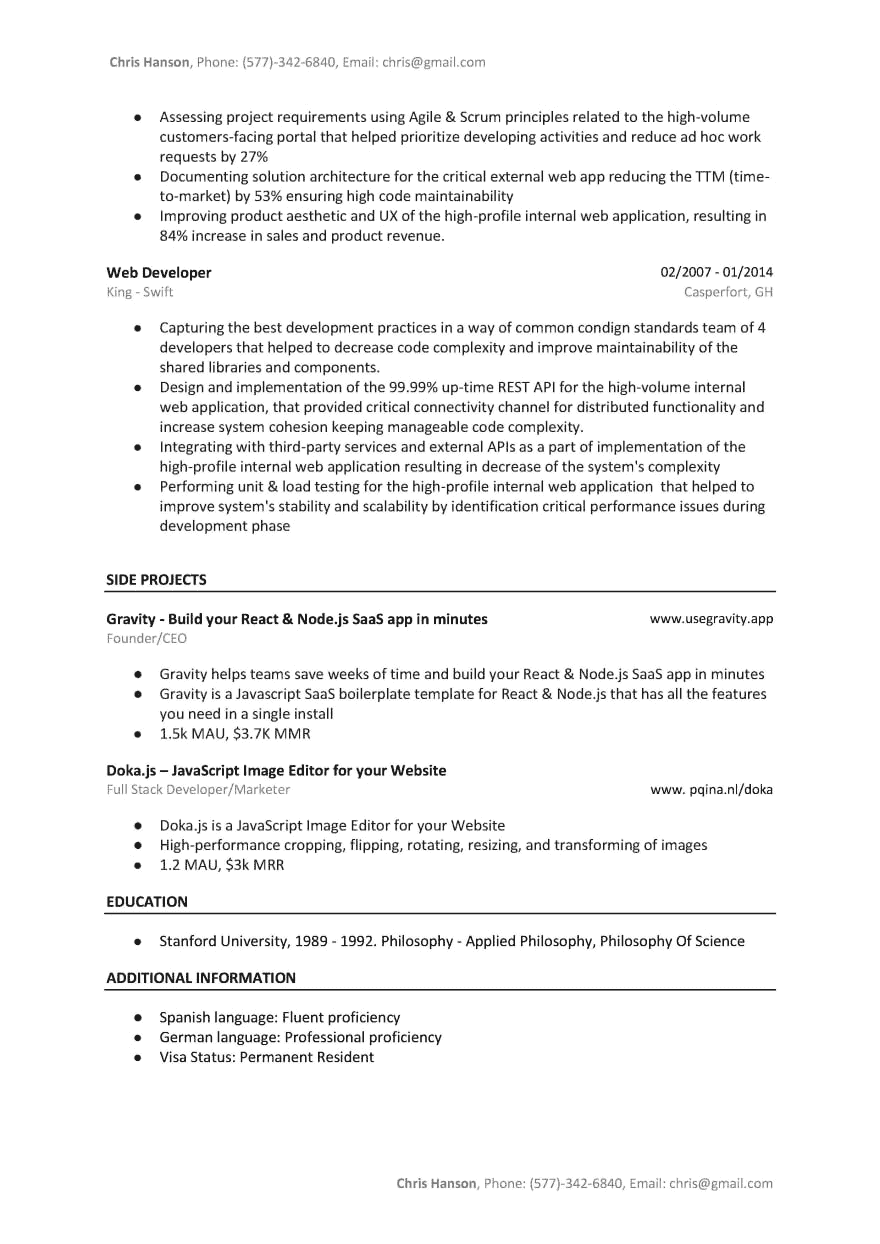 Chris Hanson, Phone: (577)-342-6840, Email: chris@gmail.com
● Assessing project requirements using Agile & Scrum principles related to the high-volume
customers-facing portal that helped prioritize developing activities and reduce ad hoc work
requests by 27%
● Documenting solution architecture for the critical external web app reducing the TTM (time-
to-market) by 53% ensuring high code maintainability
● Improving product aesthetic and UX of the high-profile internal web application, resulting in
84% increase in sales and product revenue.
Web Developer 02/2007 - 01/2014
King - Swift Casperfort, GH
● Capturing the best development practices in a way of common condign standards team of 4
developers that helped to decrease code complexity and improve maintainability of the
shared libraries and components.
● Design and implementation of the 99.99% up-time REST API for the high-volume internal
web application, that provided critical connectivity channel for distributed functionality and
increase system cohesion keeping manageable code complexity.
● Integrating with third-party services and external APIs as a part of implementation of the
high-profile internal web application resulting in decrease of the system's complexity
● Performing unit & load testing for the high-profile internal web application  that helped to
improve system's stability and scalability by identification critical performance issues during
development phase
SIDE PROJECTS
Gravity - Build your React & Node.js SaaS app in minutes www.usegravity.app
Founder/CEO
● Gravity helps teams save weeks of time and build your React & Node.js SaaS app in minutes
● Gravity is a Javascript SaaS boilerplate template for React & Node.js that has all the features
you need in a single install
● 1.5k MAU, $3.7K MMR
Doka.js – JavaScript Image Editor for your Website
Full Stack Developer/Marketer www. pqina.nl/doka
● Doka.js is a JavaScript Image Editor for your Website
● High-performance cropping, flipping, rotating, resizing, and transforming of images
● 1.2 MAU, $3k MRR
EDUCATION
● Stanford University, 1989 - 1992. Philosophy - Applied Philosophy, Philosophy Of Science
ADDITIONAL INFORMATION
● Spanish language: Fluent proficiency
● German language: Professional proficiency
● Visa Status: Permanent Resident
Chris Hanson, Phone: (577)-342-6840, Email: chris@gmail.com